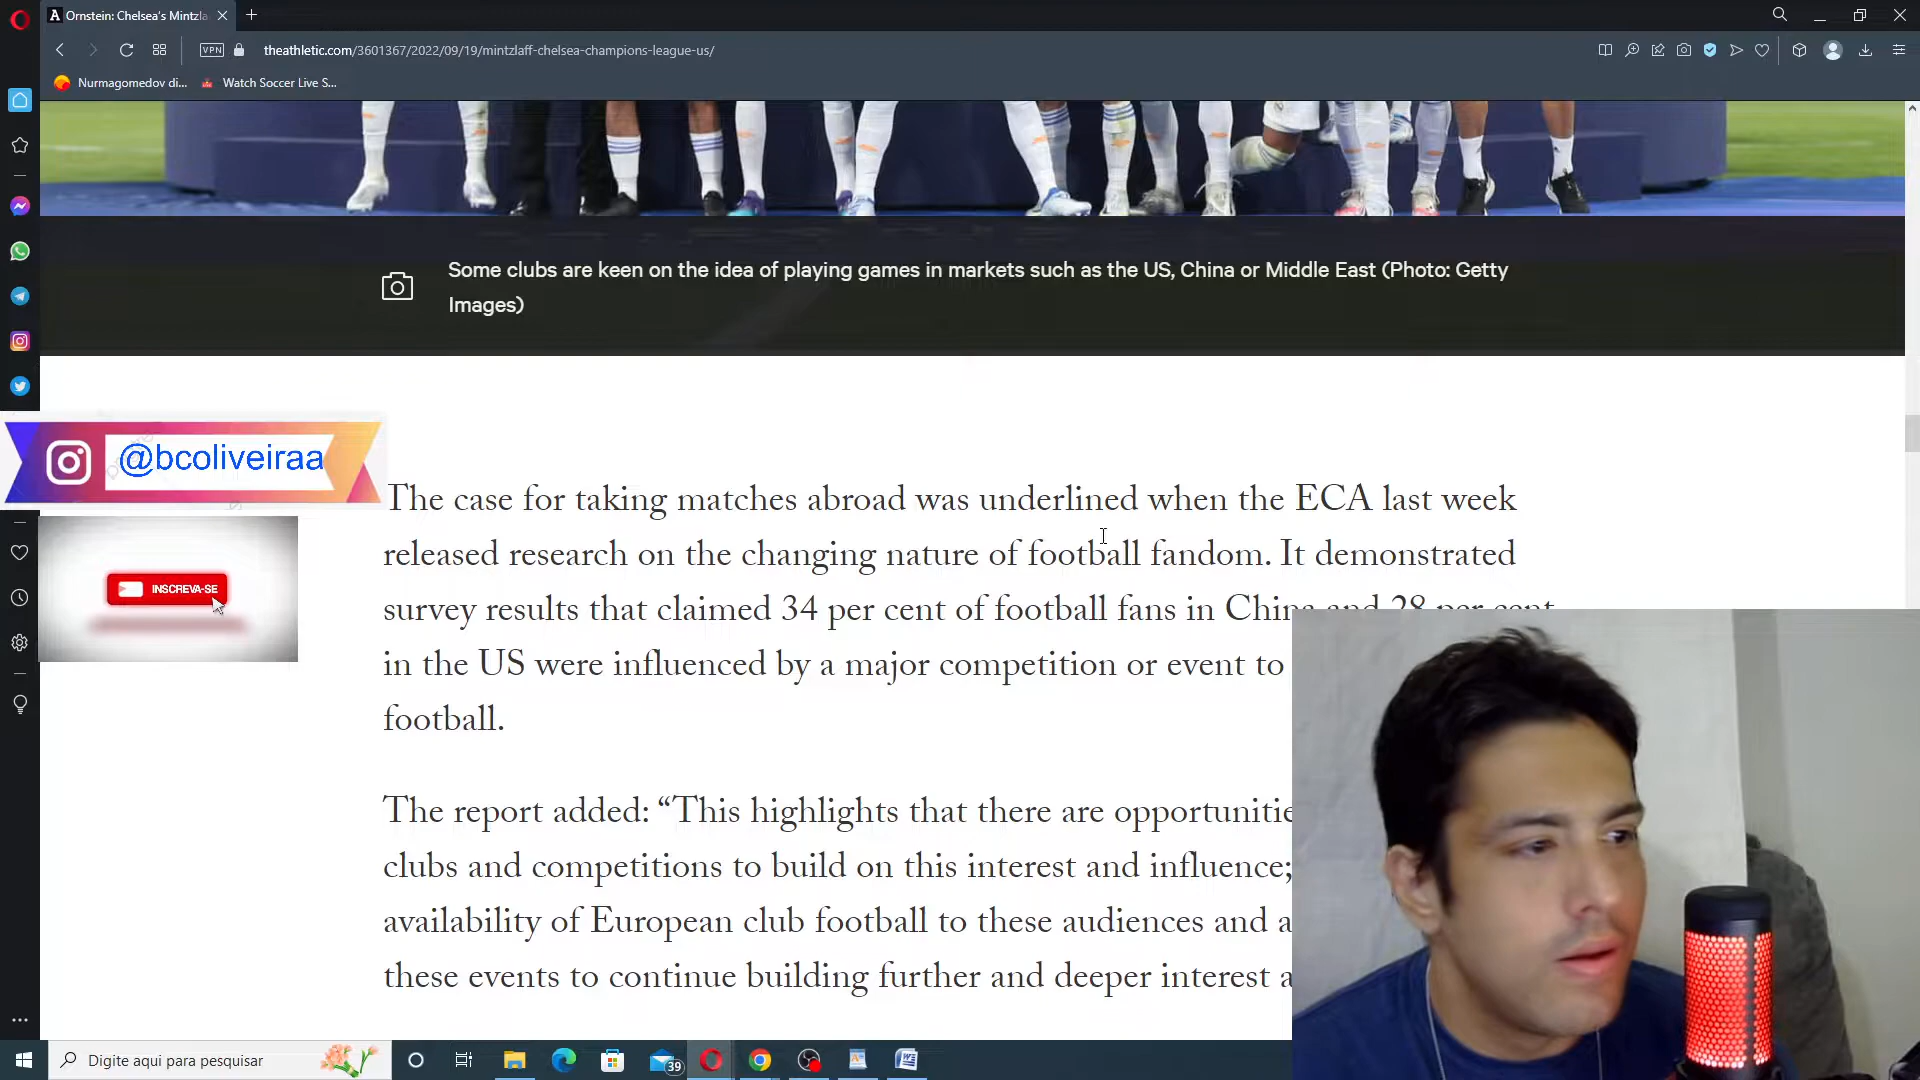 Ornstein: Chelsea's Mintzla
theathletic.com/3601367/2022/09/19/mintzlaff-chelsea-champions-league-us/
VPN
Nurmagomedov di...
Watch Soccer Live S...
Some clubs are keen on the idea of playing games in markets such as the US, China or Middle East (Photo: Getty
Images)
@bcoliveiraa
INSCREVA-SE
The case for taking matches abroad was underlined when the ECA last week
released research on the changing nature of football fandom. It demonstrated
survey results that claimed 34 per cent of football fans in China and 28 per cent
in the US were influenced by a major competition or event to
football.
The report added: “This highlights that there are opportunitie
clubs and competitions to build on this interest and influence;
availability of European club football to these audiences and a
these events to continue building further and deeper interest a
Digite aqui para pesquisar
39